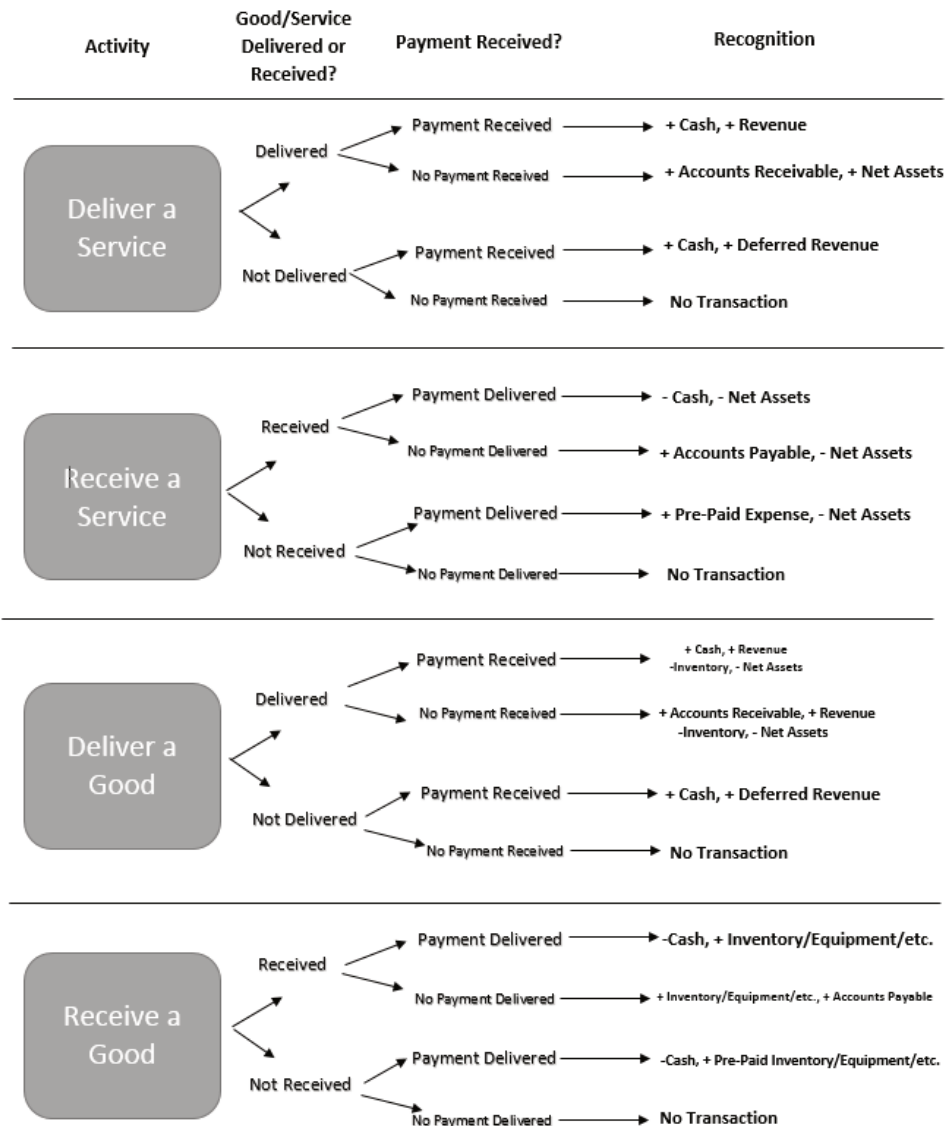 Activity
Good/Service
Delivered or
Received?
Payment Received?
Recognition
Deliver a
Service
Delivered
Payment Received
+ Cash, + Revenue
No Payment Received
+ Accounts Receivable, + Net Assets
Not Delivered
Payment Received
+ Cash, + Deferred Revenue
No Payment Received
No Transaction
Receive a
Service
Received
Payment Delivered
- Cash, - Net Assets
No Payment Delivered
+ Accounts Payable, - Net Assets
Not Received
Payment Delivered
+ Pre-Paid Expense, - Net Assets
No Payment Delivered
No Transaction
Deliver a
Good
Delivered
Payment Received
+ Cash, + Revenue
-Inventory, - Net Assets
No Payment Received
+ Accounts Receivable, + Revenue
-Inventory, - Net Assets
Not Delivered
Payment Received
+ Cash, + Deferred Revenue
No Payment Received
No Transaction
Receive a
Good
Received
Payment Delivered
-Cash, + Inventory/Equipment/etc.
No Payment Delivered
+ Inventory/Equipment/etc., + Accounts Payable
Not Received
Payment Delivered
-Cash, + Pre-Paid Inventory/Equipment/etc.
No Payment Delivered
No Transaction